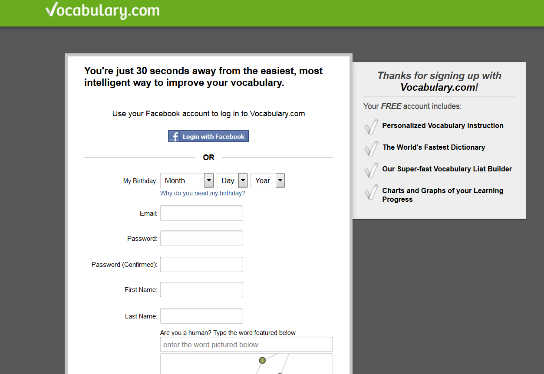 Vocabulary.com
You're just 30 seconds away from the easiest, most
intelligent way to improve your vocabulary.
Use your Facebook account to log in to Vocabulary.com
f Login with Facebook
OR
My Birthday: Month Day Year
Why do you need my birthday?
Email:
Password:
Password (Confirmed):
First Name:
Last Name:
Are you a human? Type the word featured below
enter the word pictured below
Thanks for signing up with
Vocabulary.com!
Your FREE account includes:
Personalized Vocabulary Instruction
The World's Fastest Dictionary
Our Super-fast Vocabulary List Builder
Charts and Graphs of your Learning
Progress